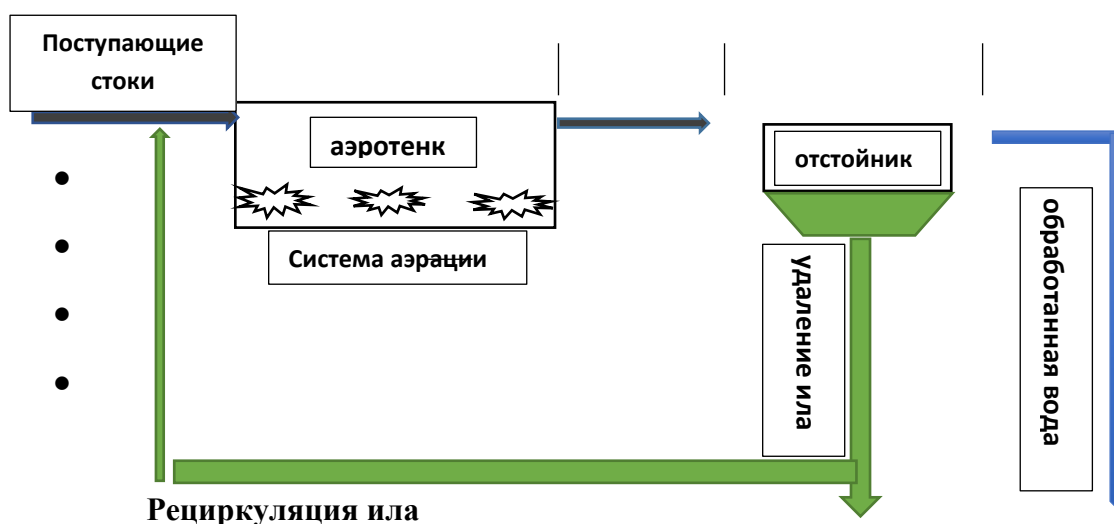 Поступающие
стоки
аэротенк
отстойник
Система аэрации
удаление ила
обработанная вода
Рециркуляция ила